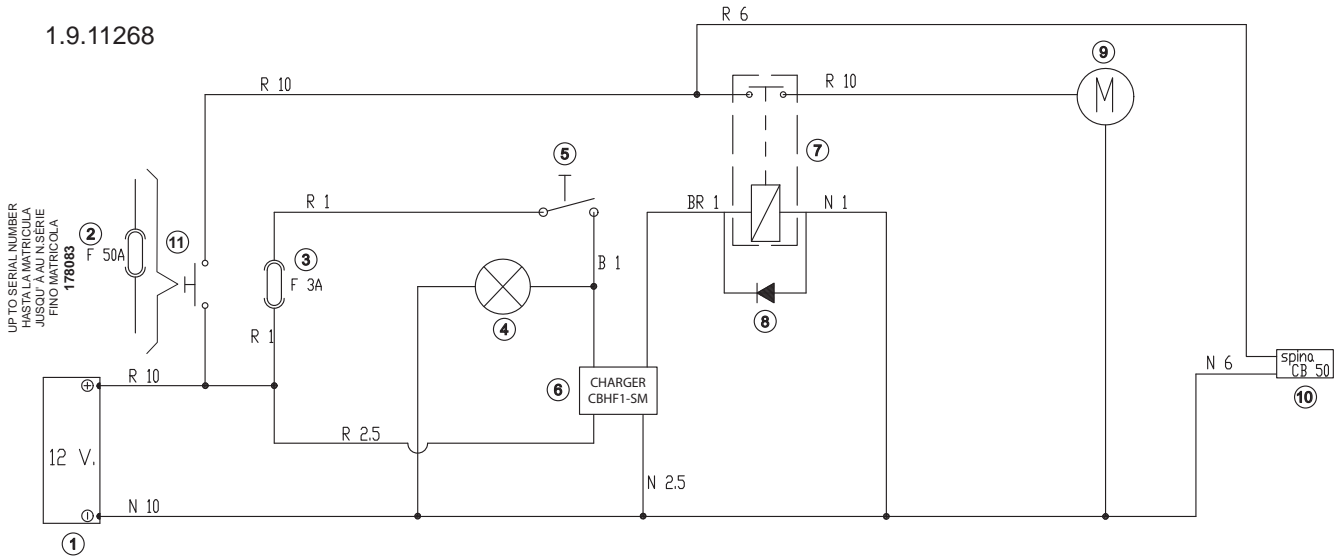 1.9.11268
R 6
R 10
R 10
9
M
7
5
R 1
BR 1
N 1
UP TO SERIAL NUMBER
HASTA LA MATRICULA
JUSQU' À AU N.SÉRIE
FINO MATRICOLA
178083
2
F 50A
11
3
F 3A
B 1
4
8
R 1
R 10
6
CHARGER
CBHF1-SM
N 6
spina
CB 50
10
R 2.5
12 V.
N 2.5
N 10
1